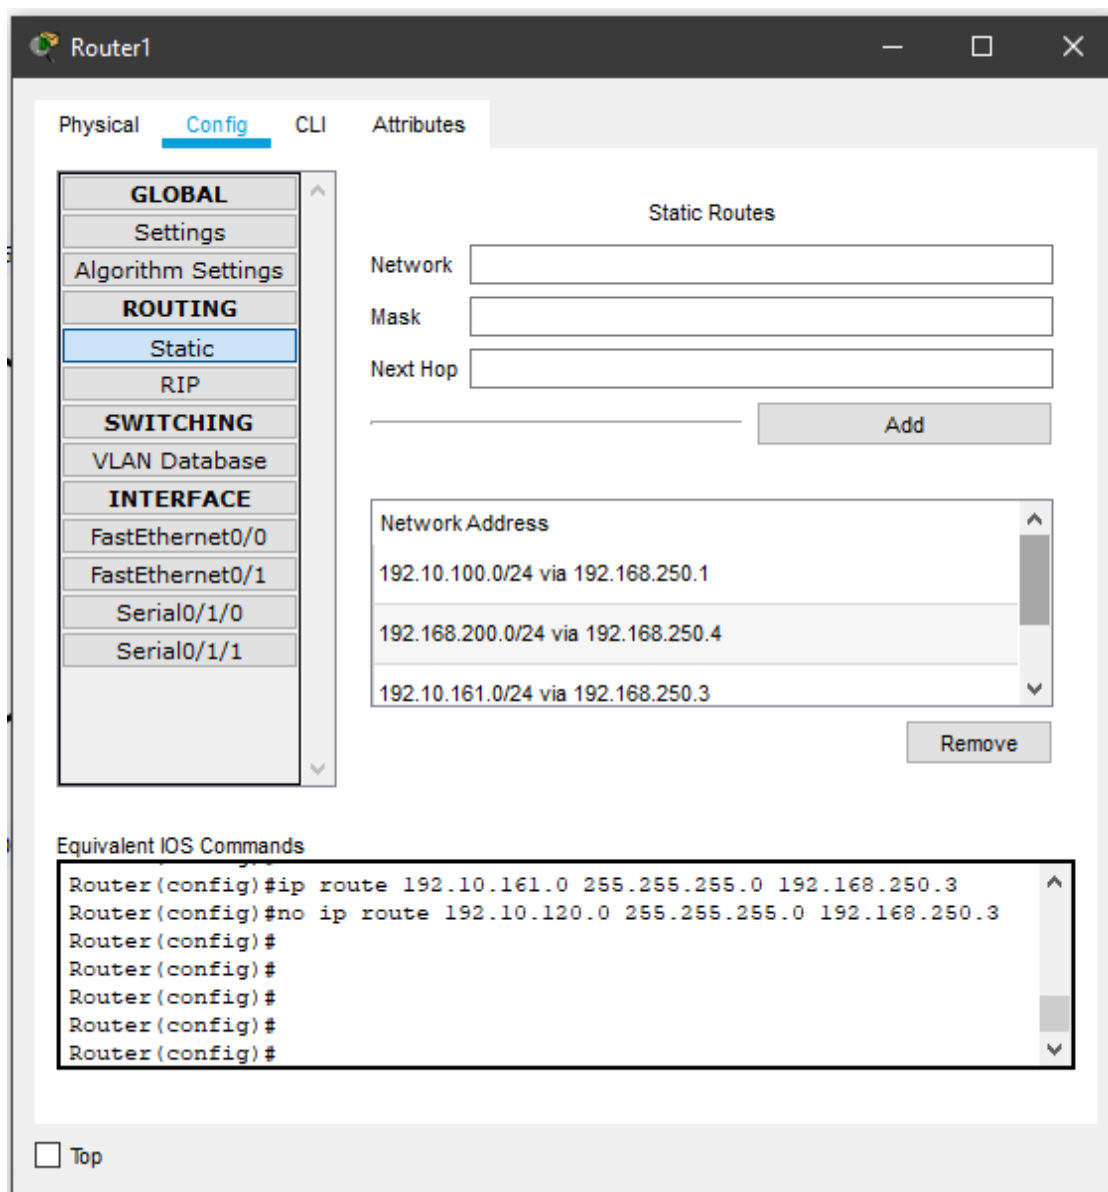 Router1
Physical Config CLI Attributes
GLOBAL
Settings
Algorithm Settings
ROUTING
Static
RIP
SWITCHING
VLAN Database
INTERFACE
FastEthernet0/0
FastEthernet0/1
Serial0/1/0
Serial0/1/1
Static Routes
Network
Mask
Next Hop
Add
Network Address
192.10.100.0/24 via 192.168.250.1
192.168.200.0/24 via 192.168.250.4
192.10.161.0/24 via 192.168.250.3
Remove
Equivalent IOS Commands
Router(config)#ip route 192.10.161.0 255.255.255.0 192.168.250.3
Router(config)#no ip route 192.10.120.0 255.255.255.0 192.168.250.3
Router(config)#
Router(config)#
Router(config)#
Router(config)#
Router(config)#
Top